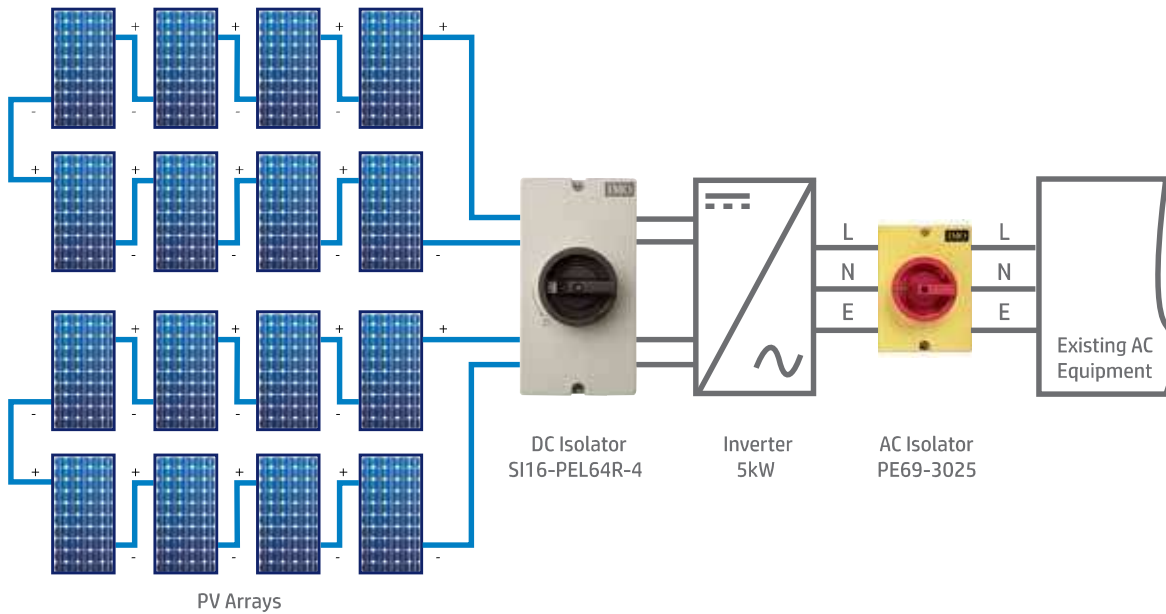 + + + +
- - - -
+ + + +
- - - -
IMO
IMO
L L
N N
E E
+ + + +
- - - -
+ + + +
- - - -
Existing AC
Equipment
DC Isolator
SI16-PEL64R-4
Inverter
5kW
AC Isolator
PE69-3025
PV Arrays